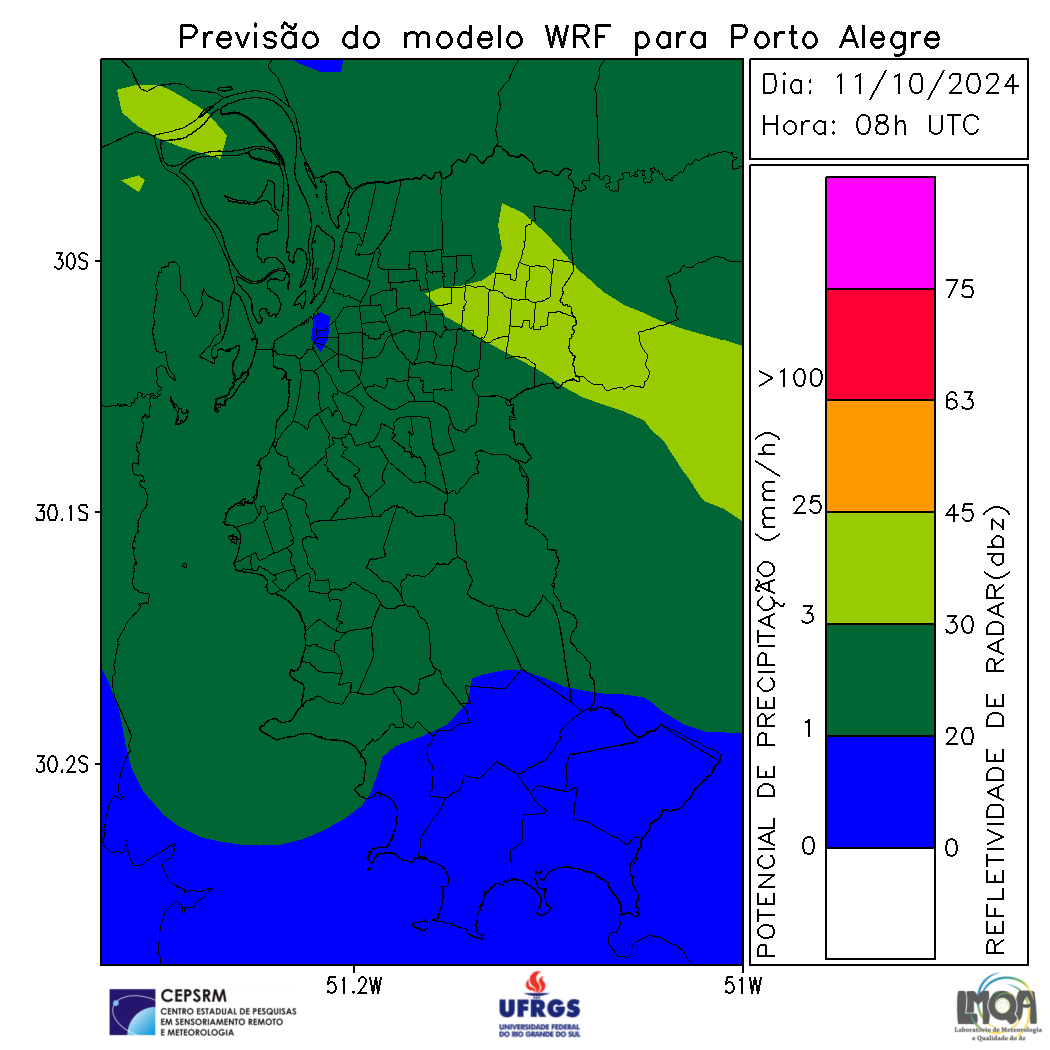 Previsão do modelo WRF para Porto Alegre
Dia: 11/10/2024
Hora: 08h UTC
30S
30.1S
30.2S
51.2W
51W
POTENCIAL DE PRECIPITAÇÃO (mm/h)
>100
25
3
1
0
75
63
45
30
20
0
REFLETIVIDADE DE RADAR(dbz)
CEPSRM
CENTRO ESTADUAL DE PESQUISAS
EM SENSORIAMENTO REMOTO
E METEOROLOGIA
UFRGS
UNIVERSIDADE FEDERAL
DO RIO GRANDE DO SUL
LMQA
Laboratório de Meteorologia
e Qualidade do Ar